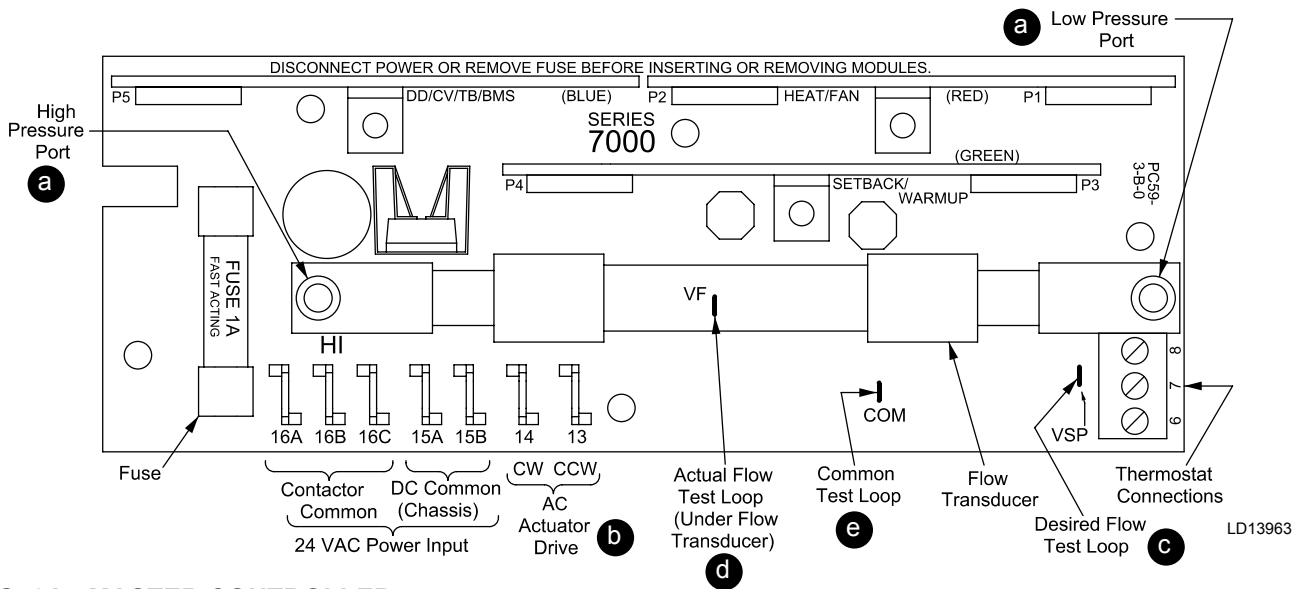 a
Low Pressure
Port
DISCONNECT POWER OR REMOVE FUSE BEFORE INSERTING OR REMOVING MODULES.
P5
DD/CV/TB/BMS
(BLUE)
P2
HEAT/FAN
(RED)
P1
High
Pressure
Port
a
SERIES
7000
(GREEN)
P4
SETBACK/
WARMUP
P3
PC59-
3-B-0
FUSE 1A
FAST ACTING
VF
HI
8
7
6
16A
16B
16C
15A
15B
14
13
COM
VSP
Fuse
Contactor
Common
DC Common
(Chassis)
24 VAC Power Input
CW
CCW
AC
Actuator
Drive
b
Actual Flow
Test Loop
(Under Flow
Transducer)
d
Common
Test Loop
e
Flow
Transducer
Desired Flow
Test Loop
c
Thermostat
Connections
LD13963